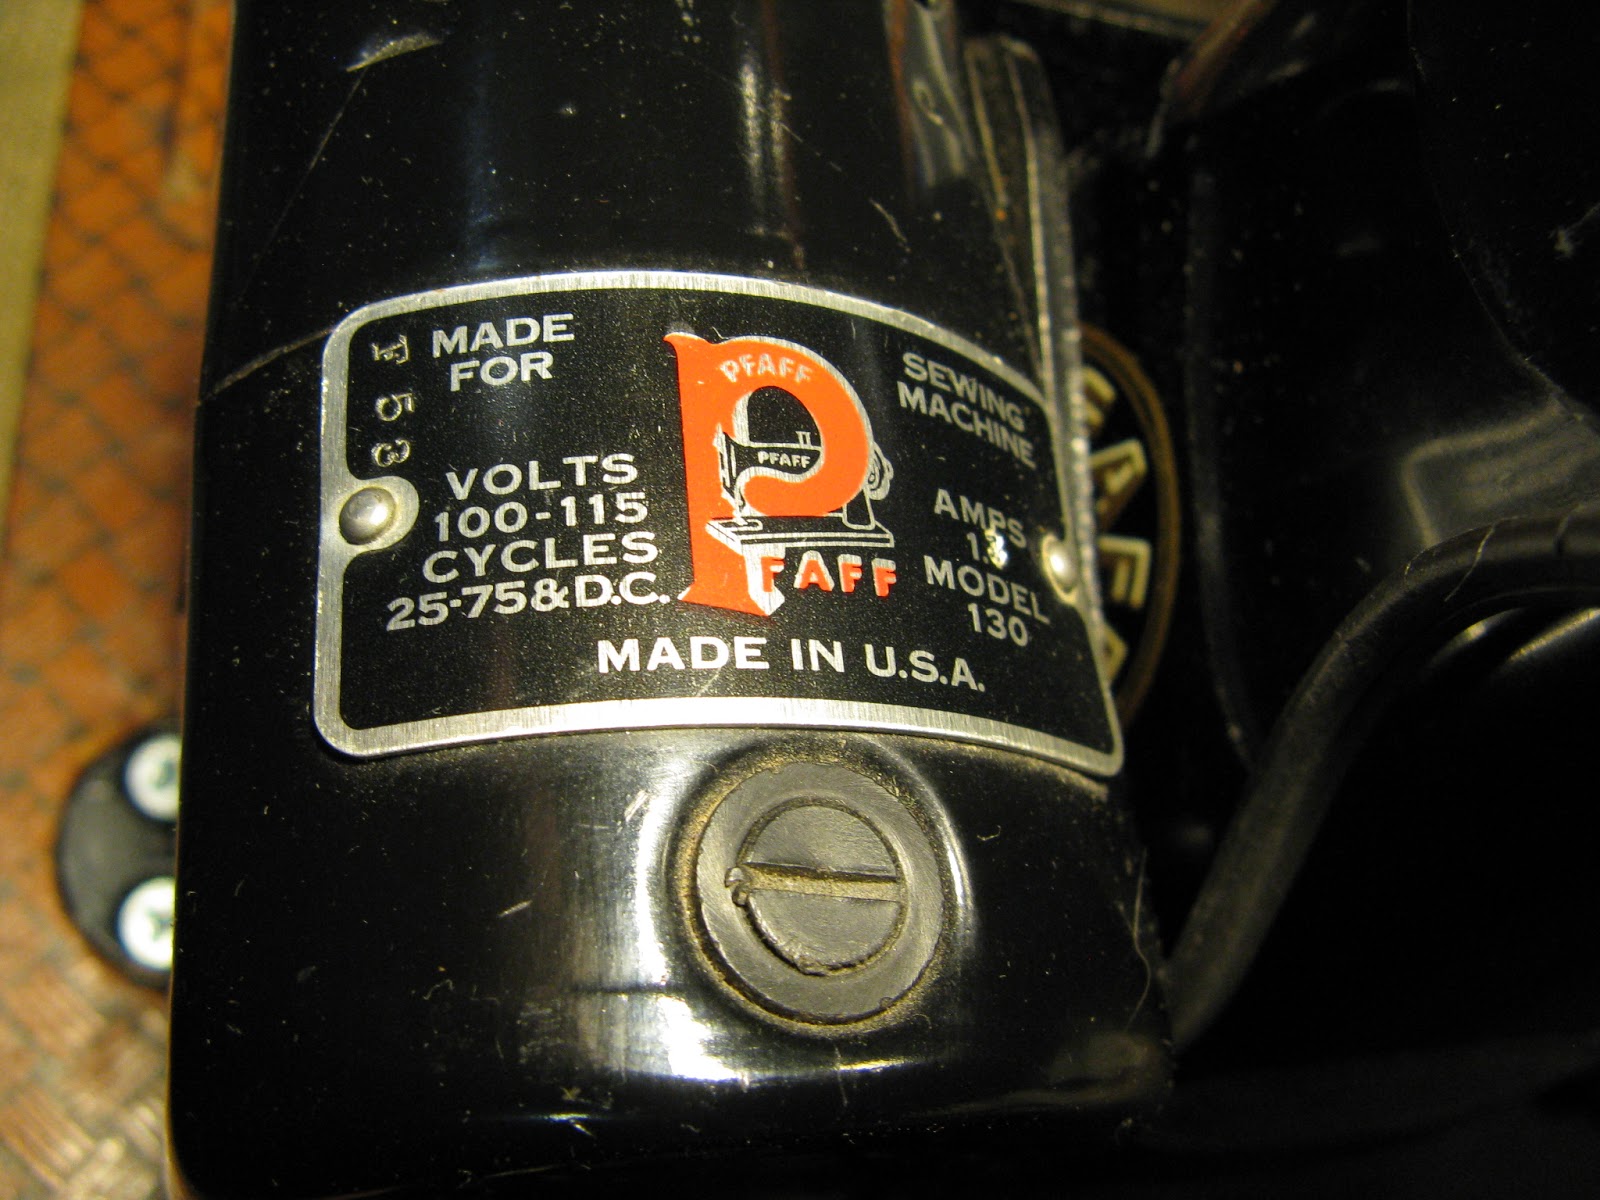 F 53
MADE
FOR
VOLTS
100-115
CYCLES
25-75&D.C.
PFAFF
PFAFF
PFAFF
SEWING
MACHINE
AMPS
MODEL
130
MADE IN U.S.A.
PFAFF